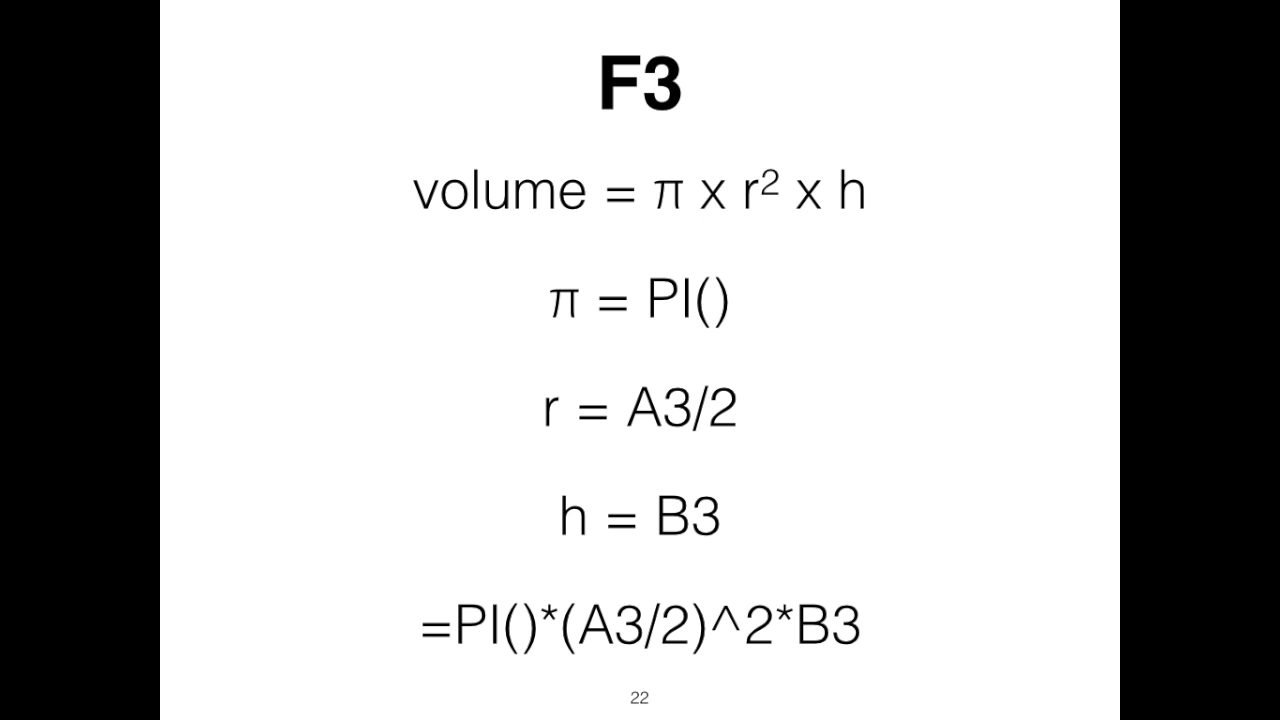 F3
volume = π x r² x h
π = PI()
r = A3/2
h = B3
=PI()*(A3/2)^2*B3
22